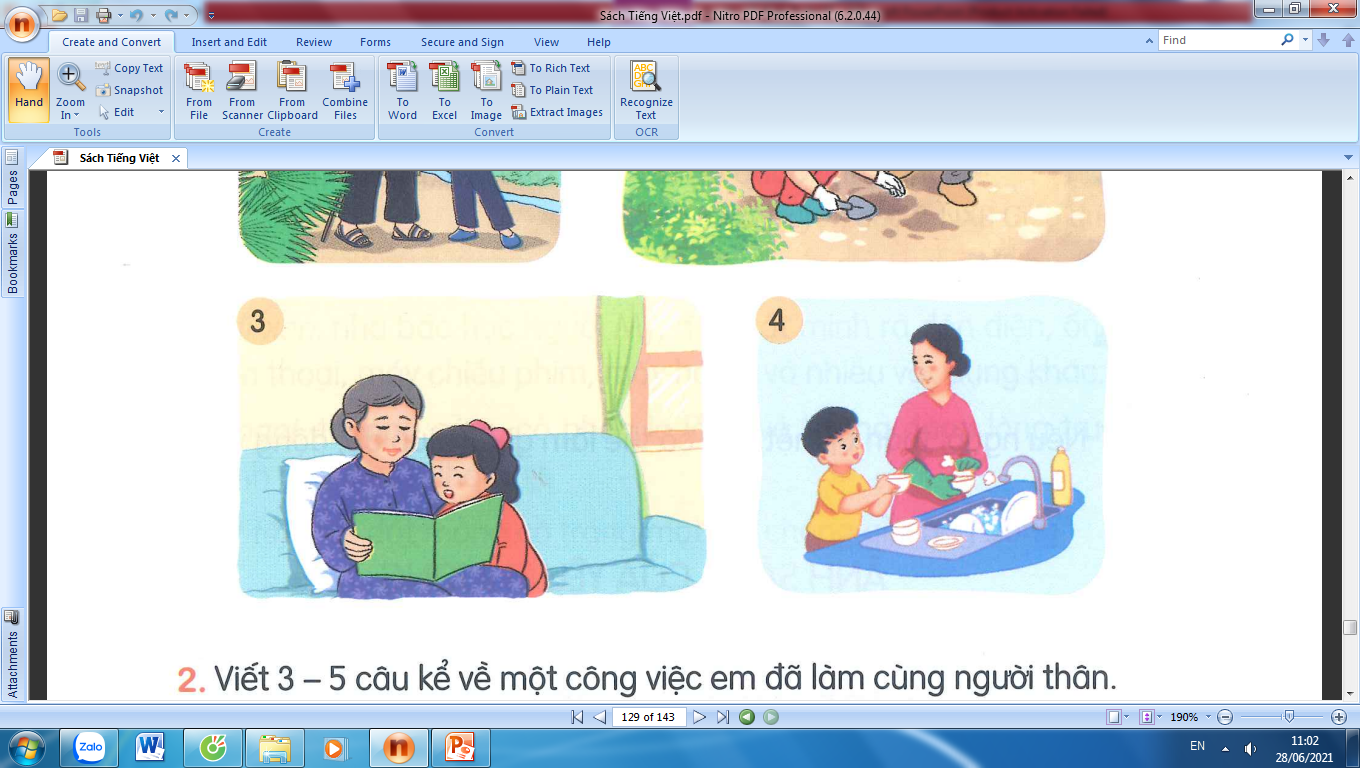 Sách Tiếng Việt.pdf - Nitro PDF Professional (6.2.0.44)
Create and Convert Insert and Edit Review Forms Secure and Sign View Help Find
Hand
Zoom In
Copy Text
Snapshot
Edit
Tools
From File
From Scanner
From Clipboard
Combine Files
Create
To Word
To Excel
To Image
To Rich Text
To Plain Text
Extract Images
Convert
ABC
Recognize Text
OCR
Sách Tiếng Việt
Pages
Bookmarks
Attachments
3
4
2. Viết 3 – 5 câu kể về một công việc em đã làm cùng người thân.
129 of 143
190%
Zalo
EN
11:02
28/06/2021